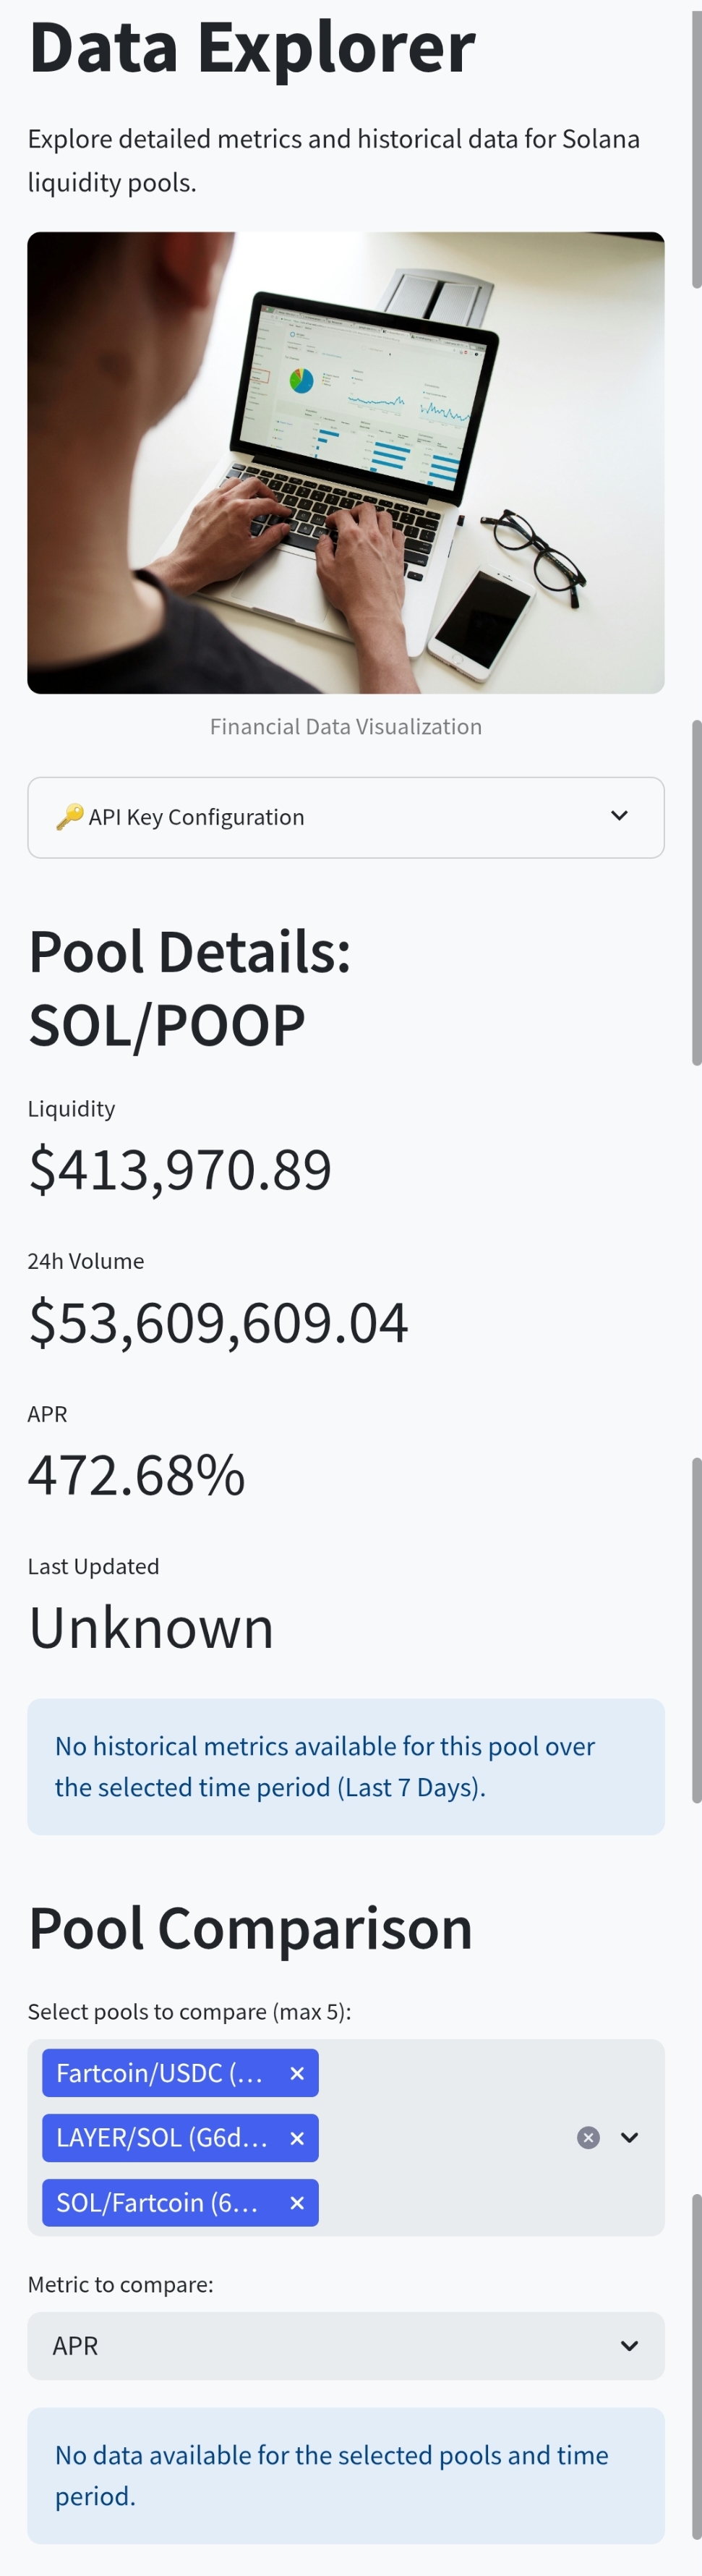 Data Explorer
Explore detailed metrics and historical data for Solana
liquidity pools.
Financial Data Visualization
🔑 API Key Configuration
Pool Details:
SOL/POOP
Liquidity
$413,970.89
24h Volume
$53,609,609.04
APR
472.68%
Last Updated
Unknown
No historical metrics available for this pool over
the selected time period (Last 7 Days).
Pool Comparison
Select pools to compare (max 5):
Fartcoin/USDC (...
LAYER/SOL (G6d...
SOL/Fartcoin (6...
Metric to compare:
APR
No data available for the selected pools and time
period.